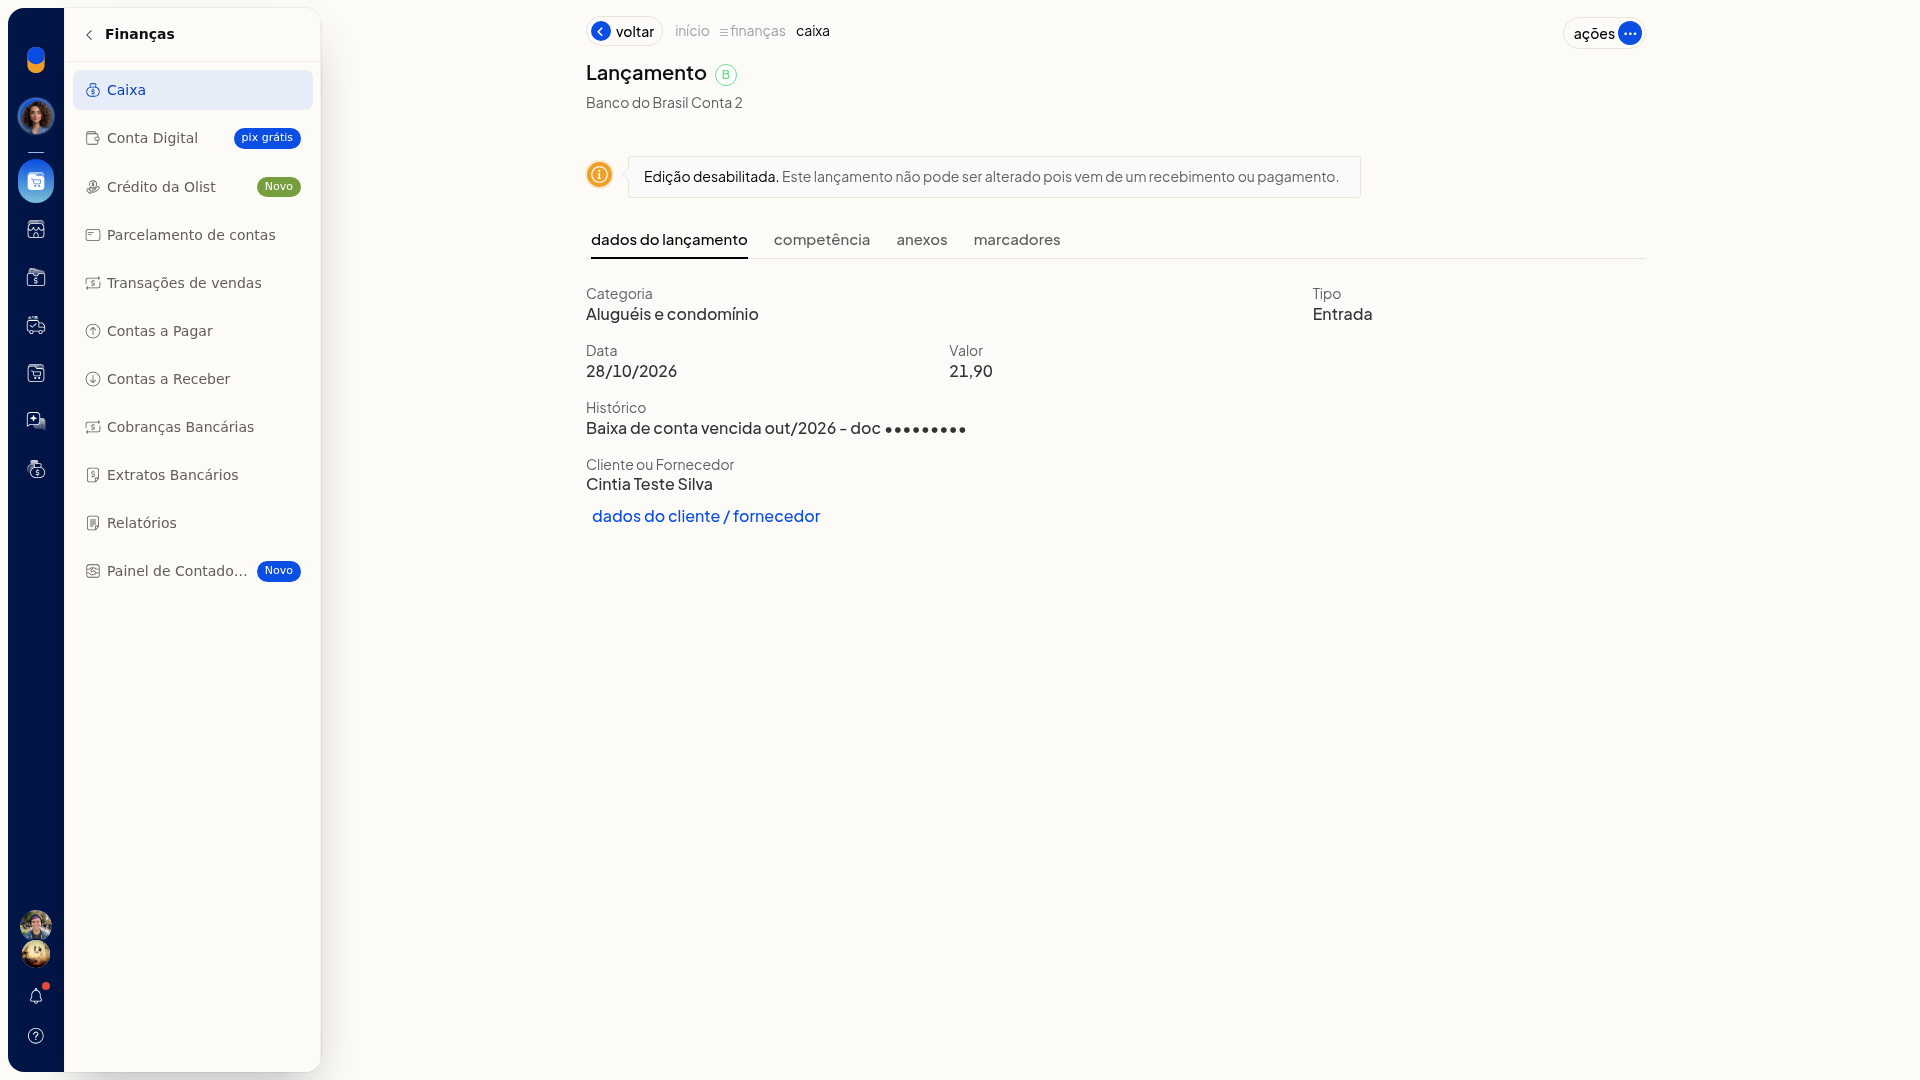 Finanças
Caixa
Conta Digital pix grátis
Crédito da Olist Novo
Parcelamento de contas
Transações de vendas
Contas a Pagar
Contas a Receber
Cobranças Bancárias
Extratos Bancários
Relatórios
Painel de Contado... Novo
voltar início finanças caixa
ações
Lançamento B
Banco do Brasil Conta 2
Edição desabilitada. Este lançamento não pode ser alterado pois vem de um recebimento ou pagamento.
dados do lançamento competência anexos marcadores
Categoria Tipo
Aluguéis e condomínio Entrada
Data Valor
28/10/2026 21,90
Histórico
Baixa de conta vencida out/2026 - doc •••••••••
Cliente ou Fornecedor
Cintia Teste Silva
dados do cliente / fornecedor